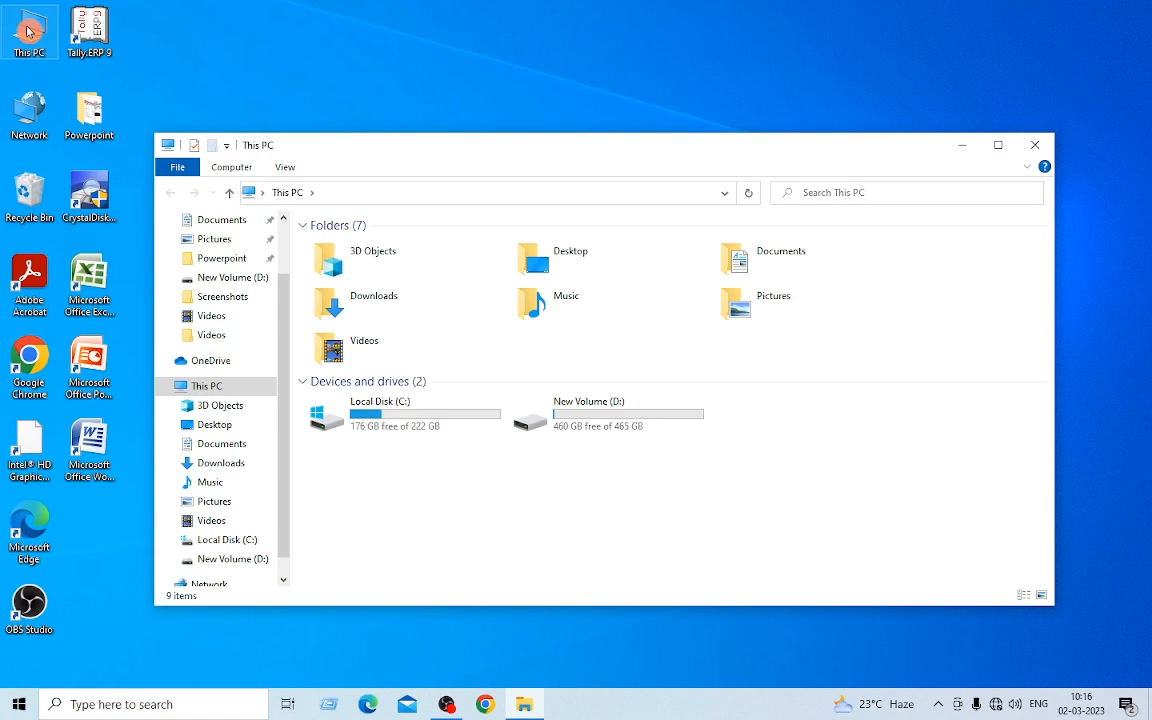 This PC
Tally.ERP 9
Network
Powerpoint
Recycle Bin
CrystalDisk...
Adobe
Acrobat
Microsoft
Office Exc...
Google
Chrome
Microsoft
Office Po...
Intel® HD
Graphic...
Microsoft
Office Wo...
Microsoft
Edge
OBS Studio
This PC
File
Computer
View
This PC
Search This PC
Documents
Pictures
Powerpoint
New Volume (D:)
Screenshots
Videos
Videos
OneDrive
This PC
3D Objects
Desktop
Documents
Downloads
Music
Pictures
Videos
Local Disk (C:)
New Volume (D:)
Network
Folders (7)
3D Objects
Desktop
Documents
Downloads
Music
Pictures
Videos
Devices and drives (2)
Local Disk (C:)
176 GB free of 222 GB
New Volume (D:)
460 GB free of 465 GB
9 items
Type here to search
23°C Haze
ENG
10:16
02-03-2023
2